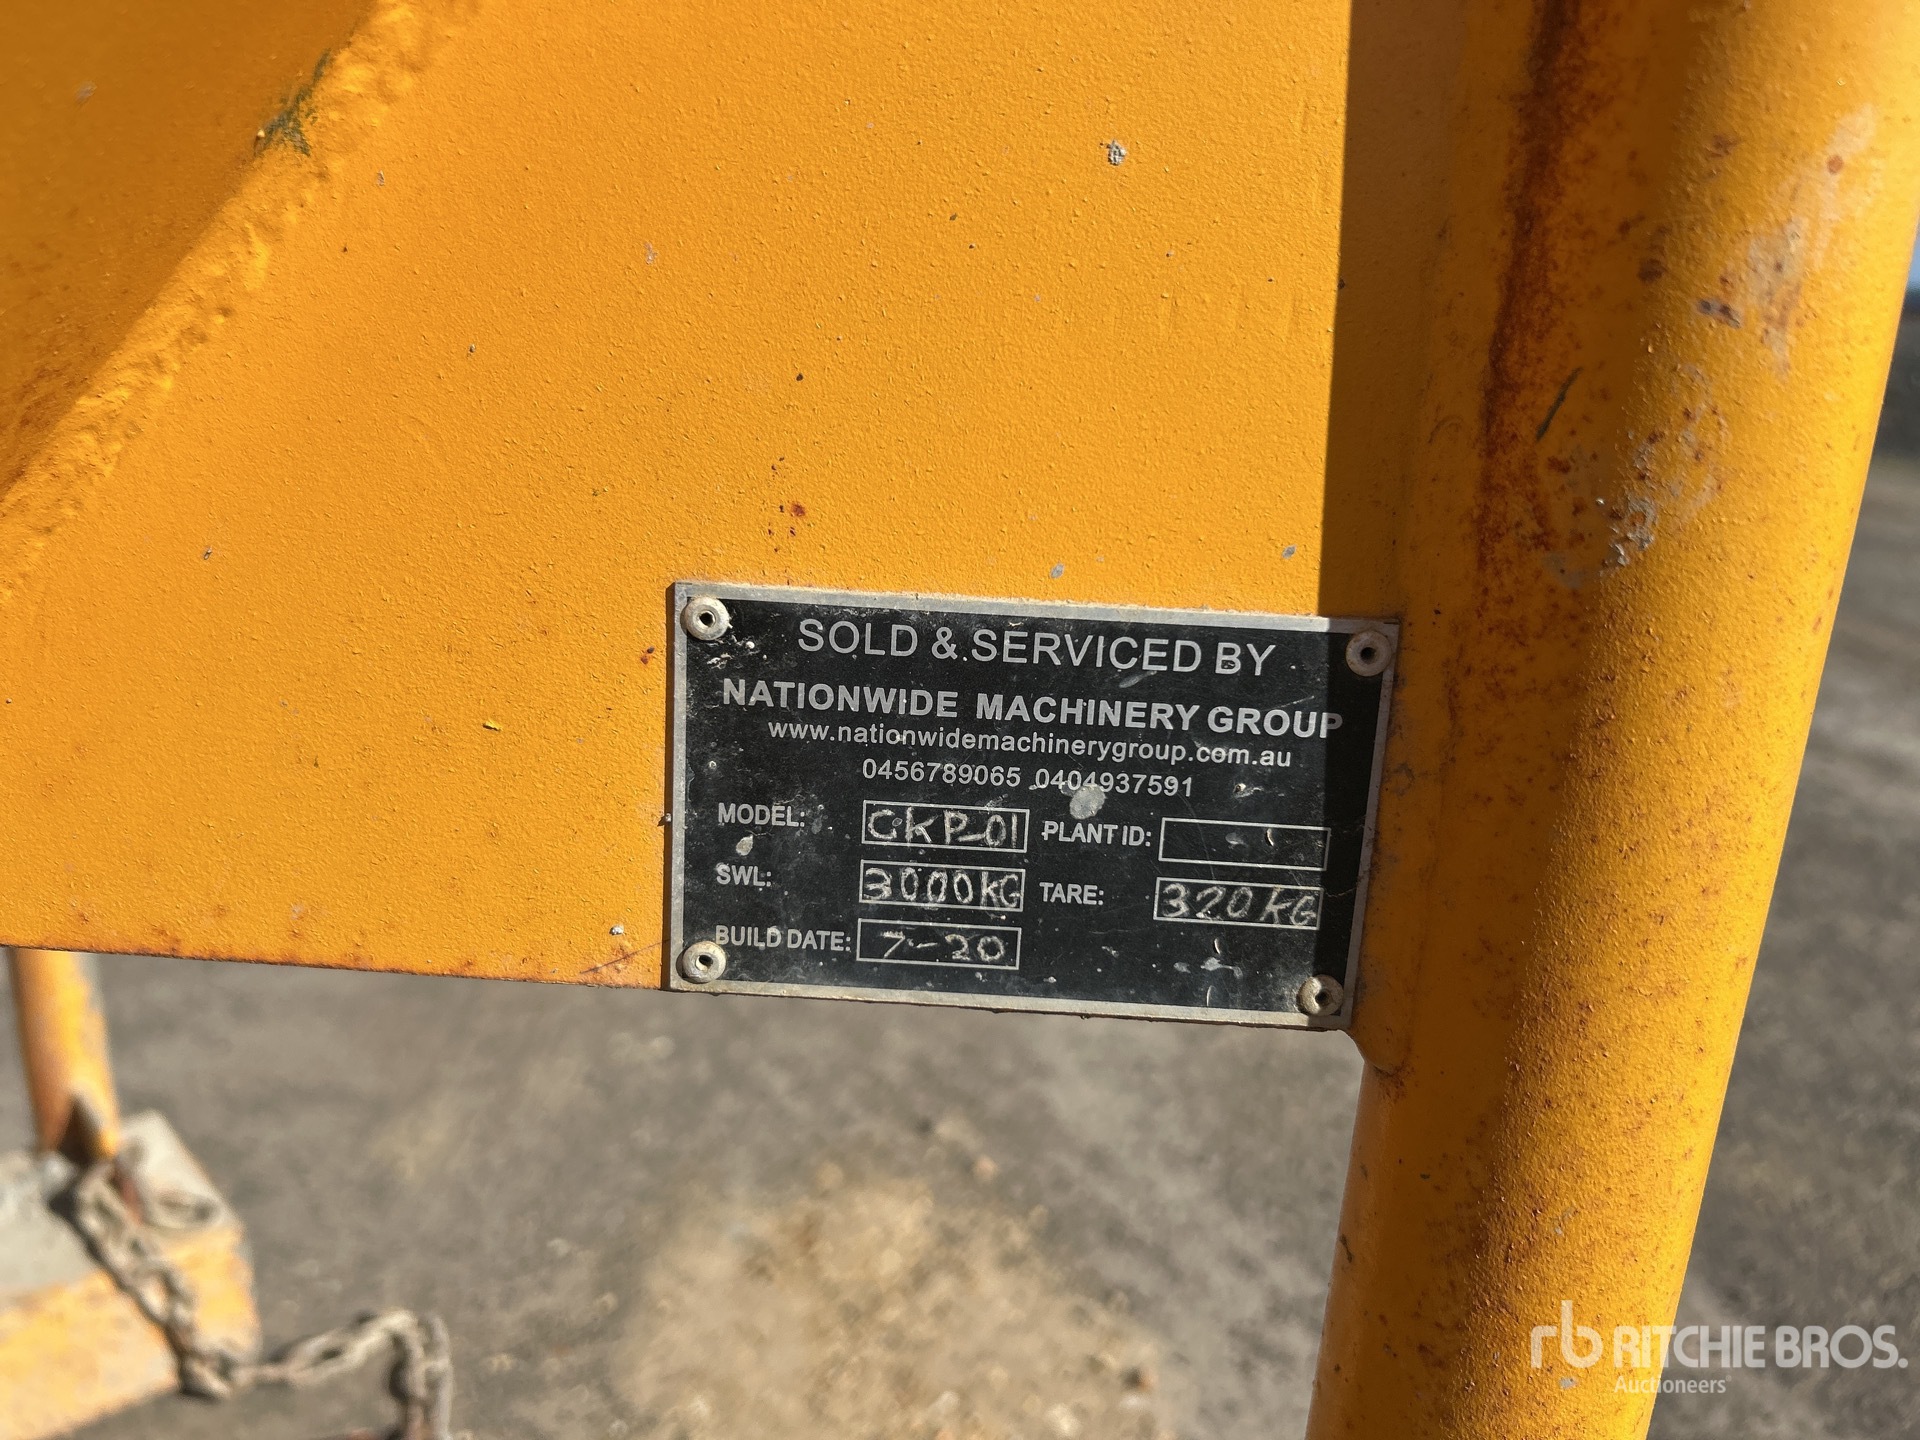 SOLD & SERVICED BY
NATIONWIDE MACHINERY GROUP
www.nationwidemachinerygroup.com.au
0456789065 0404937591
MODEL: CKP-01 PLANT ID:
SWL: 3000KG TARE: 320KG
BUILD DATE: 7-20
rb RITCHIE BROS.
Auctioneers